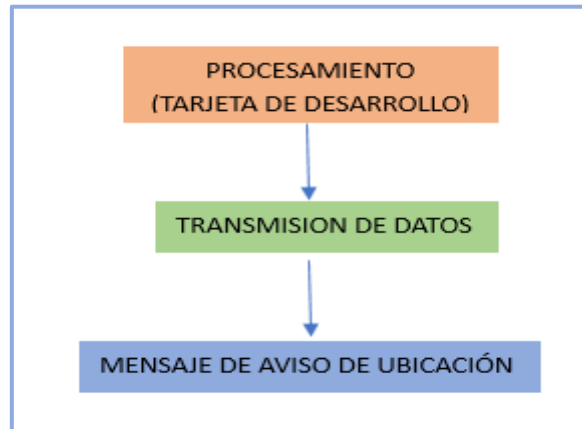 PROCESAMIENTO
(TARJETA DE DESARROLLO)
TRANSMISION DE DATOS
MENSAJE DE AVISO DE UBICACIÓN